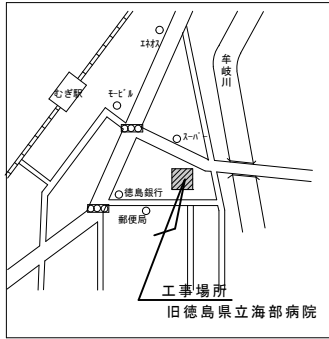 エネオス
牟岐川
むぎ駅
モービル
スーパー
徳島銀行
郵便局
工事場所
旧徳島県立海部病院